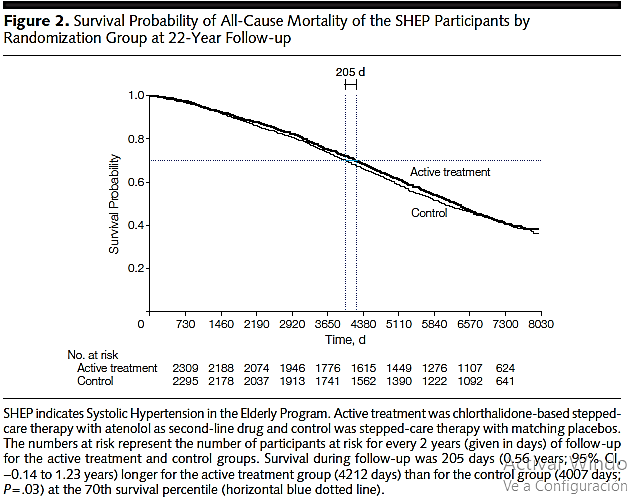 Figure 2. Survival Probability of All-Cause Mortality of the SHEP Participants by
Randomization Group at 22-Year Follow-up
205 d
1.0
0.8
0.6
0.4
0.2
Survival Probability
Active treatment
Control
0 730 1460 2190 2920 3650 4380 5110 5840 6570 7300 8030
Time, d
No. at risk
Active treatment 2309 2188 2074 1946 1776 1615 1449 1276 1107 624
Control 2295 2178 2037 1913 1741 1562 1390 1222 1092 641
SHEP indicates Systolic Hypertension in the Elderly Program. Active treatment was chlorthalidone-based stepped-
care therapy with atenolol as second-line drug and control was stepped-care therapy with matching placebos.
The numbers at risk represent the number of participants at risk for every 2 years (given in days) of follow-up
for the active treatment and control groups. Survival during follow-up was 205 days (0.56 years; 95% CI,
−0.14 to 1.23 years) longer for the active treatment group (4212 days) than for the control group (4007 days;
P=.03) at the 70th survival percentile (horizontal blue dotted line).
Activar Windo
Ve a Configuración